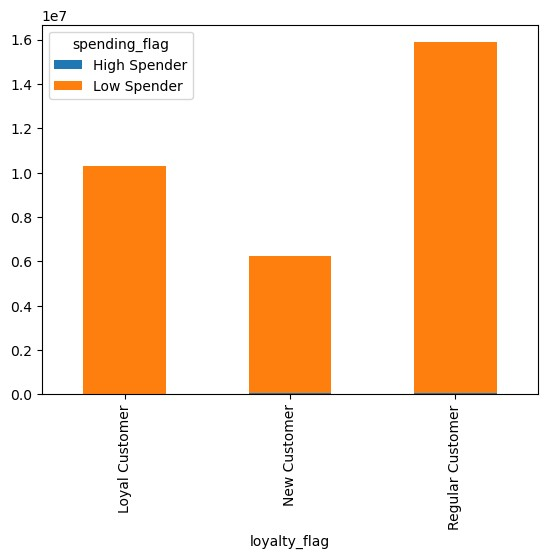 1e7
spending_flag
High Spender
Low Spender
1.6
1.4
1.2
1.0
0.8
0.6
0.4
0.2
0.0
Loyal Customer
New Customer
Regular Customer
loyalty_flag